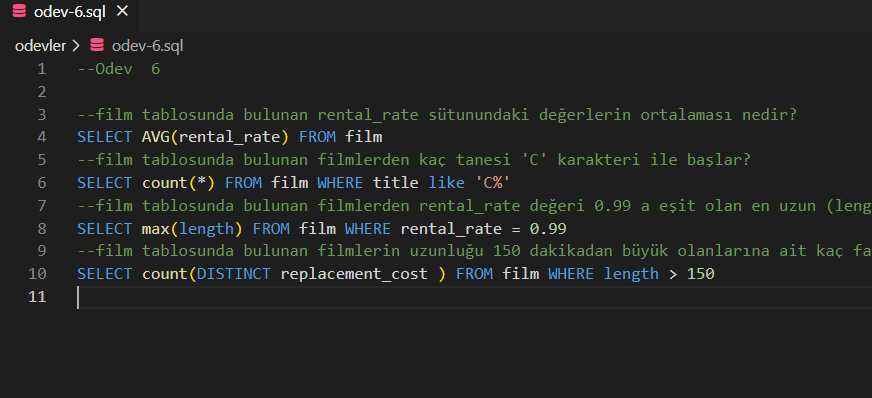 odev-6.sql
odevler > odev-6.sql
1 --Odev  6
2
3 --film tablosunda bulunan rental_rate sütunundaki değerlerin ortalaması nedir?
4 SELECT AVG(rental_rate) FROM film
5 --film tablosunda bulunan filmlerden kaç tanesi 'C' karakteri ile başlar?
6 SELECT count(*) FROM film WHERE title like 'C%'
7 --film tablosunda bulunan filmlerden rental_rate değeri 0.99 a eşit olan en uzun (leng
8 SELECT max(length) FROM film WHERE rental_rate = 0.99
9 --film tablosunda bulunan filmlerin uzunluğu 150 dakikadan büyük olanlarına ait kaç fa
10 SELECT count(DISTINCT replacement_cost ) FROM film WHERE length > 150
11